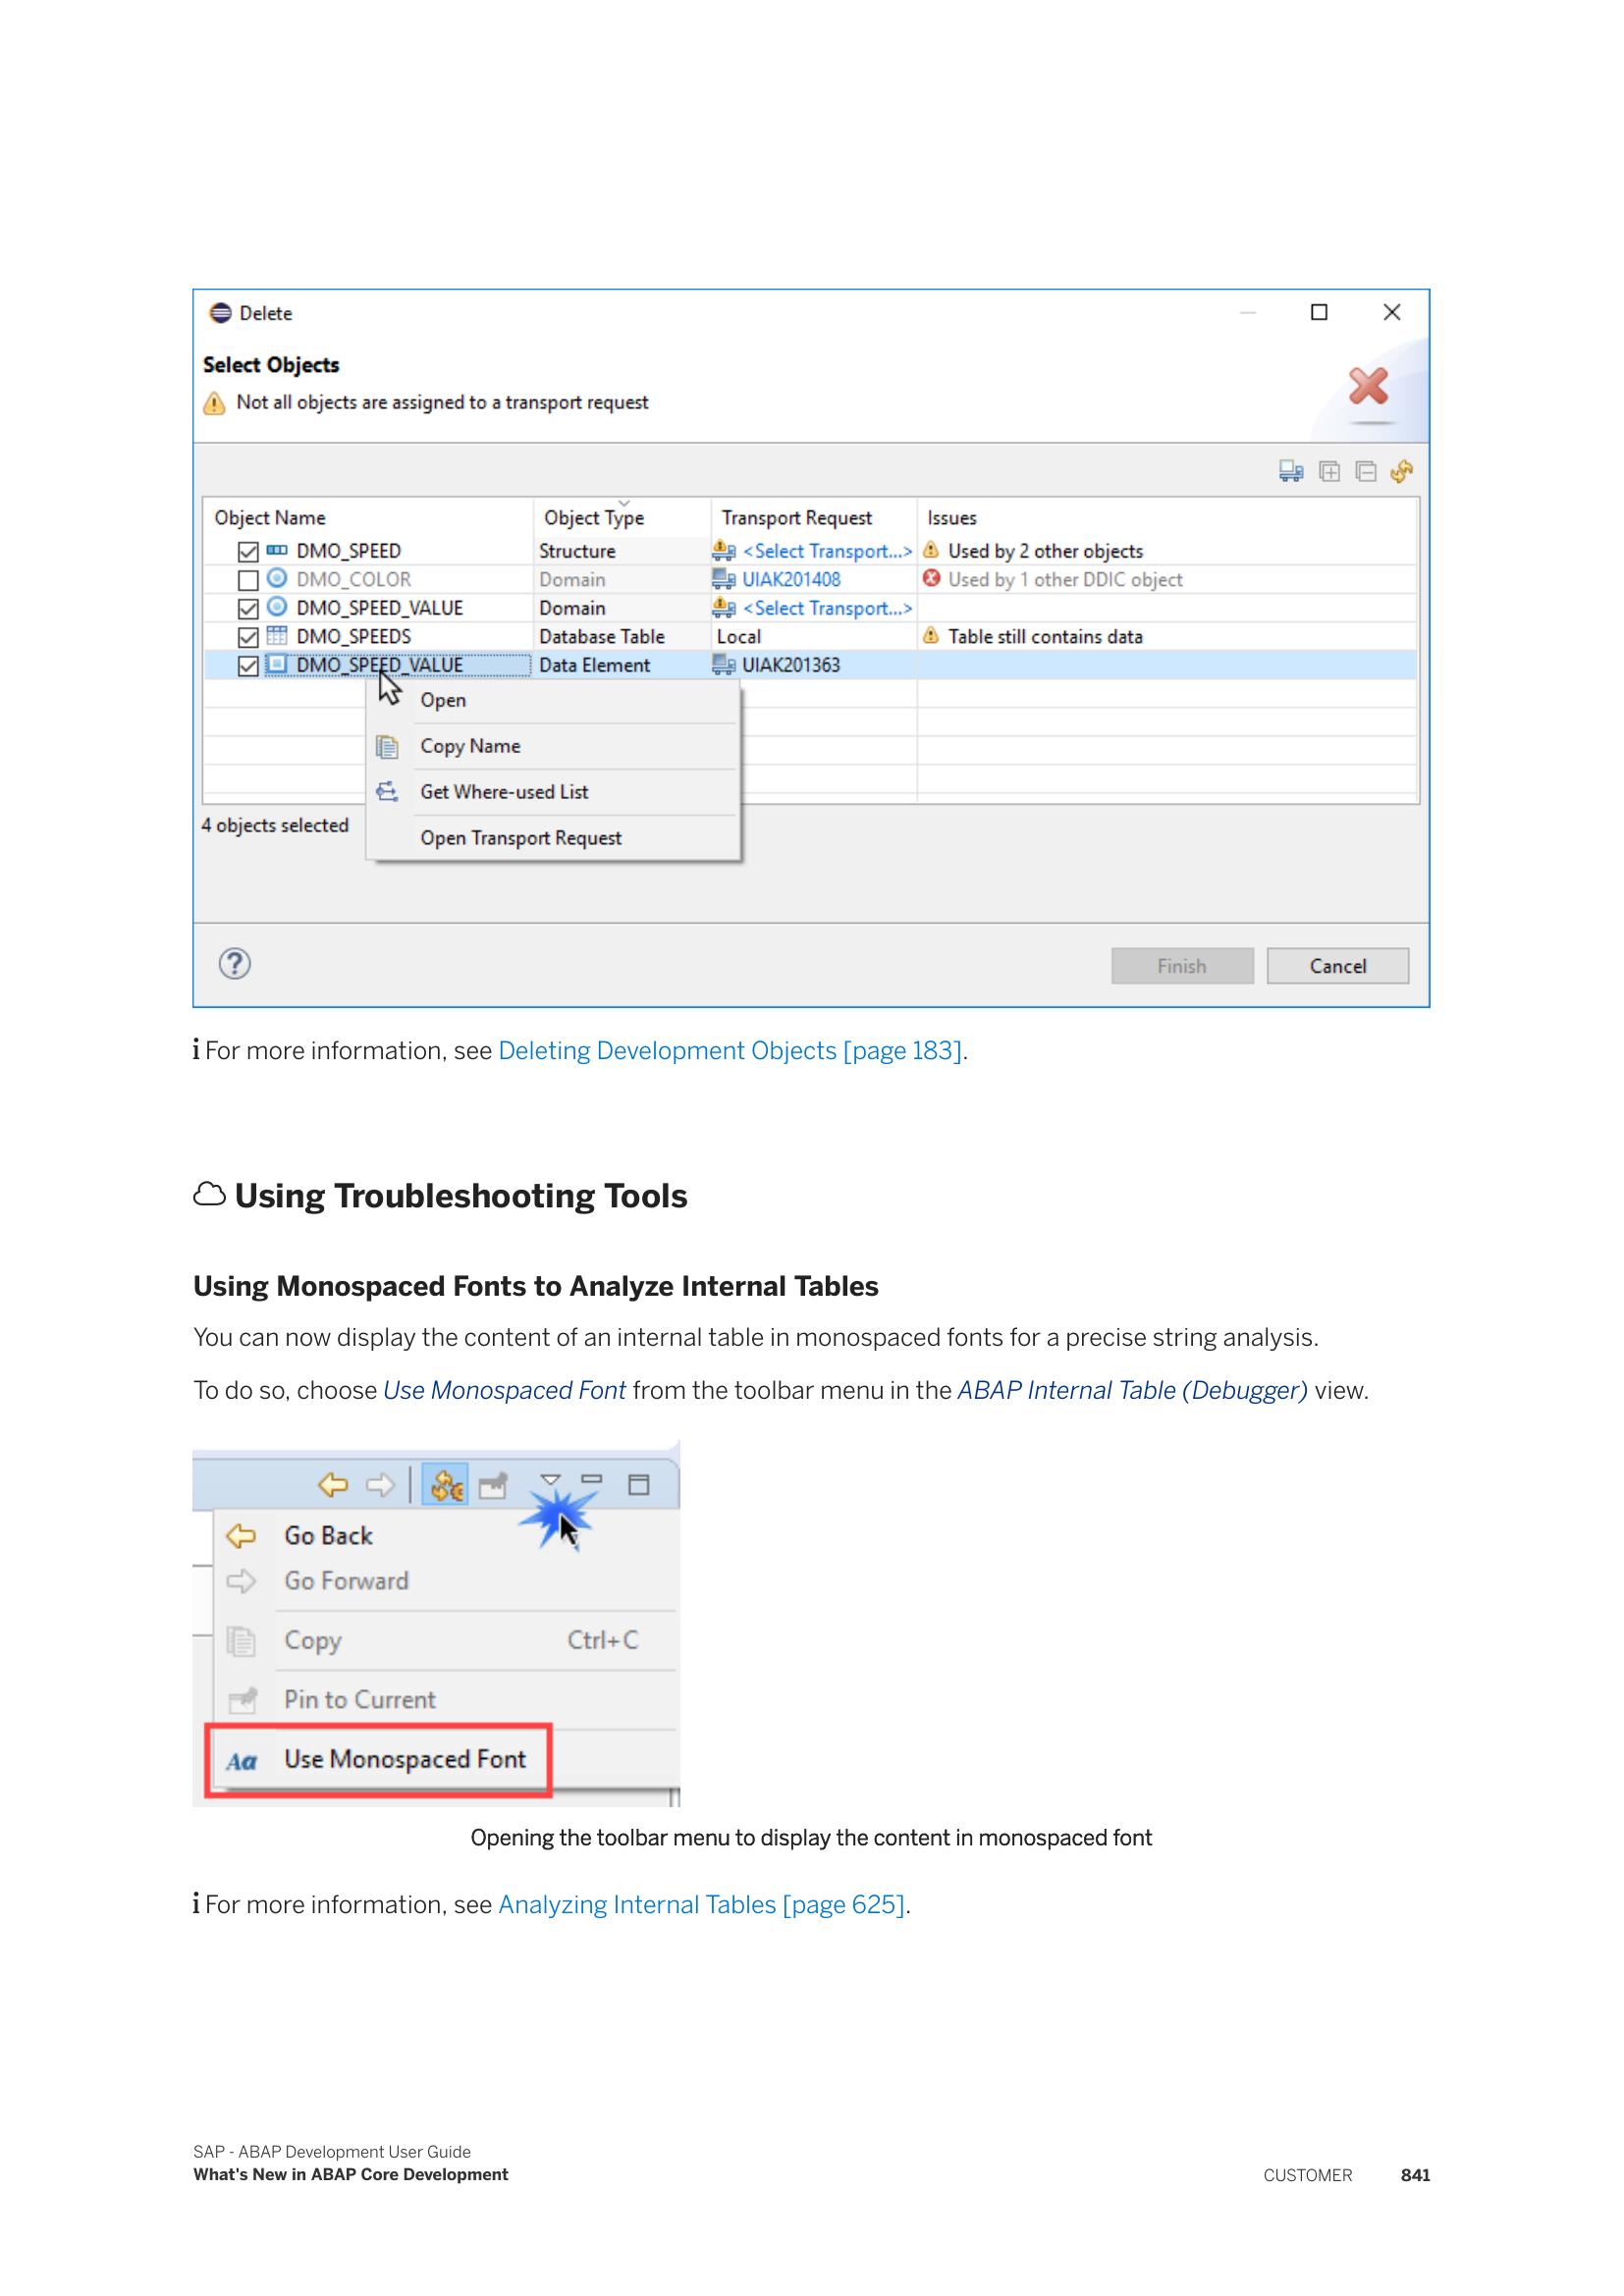 Delete
Select Objects
Not all objects are assigned to a transport request
Object Name Object Type Transport Request Issues
DMO_SPEED Structure <Select Transport...> Used by 2 other objects
DMO_COLOR Domain UIAK201408 Used by 1 other DDIC object
DMO_SPEED_VALUE Domain <Select Transport...>
DMO_SPEEDS Database Table Local Table still contains data
DMO_SPEED_VALUE Data Element UIAK201363
Open
Copy Name
Get Where-used List
4 objects selected
Open Transport Request
Finish Cancel
i For more information, see Deleting Development Objects [page 183].
Using Troubleshooting Tools
Using Monospaced Fonts to Analyze Internal Tables
You can now display the content of an internal table in monospaced fonts for a precise string analysis.
To do so, choose Use Monospaced Font from the toolbar menu in the ABAP Internal Table (Debugger) view.
Go Back
Go Forward
Copy Ctrl+C
Pin to Current
Aa Use Monospaced Font
Opening the toolbar menu to display the content in monospaced font
i For more information, see Analyzing Internal Tables [page 625].
SAP - ABAP Development User Guide
What's New in ABAP Core Development
CUSTOMER 841